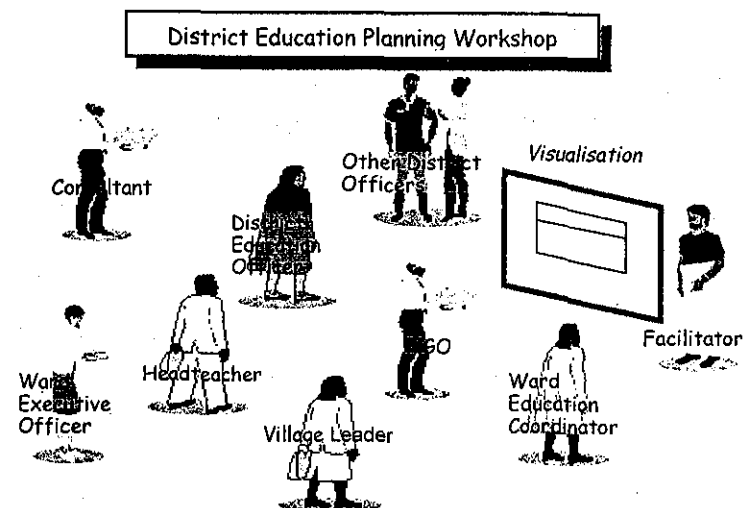 District Education Planning Workshop
Consultant
Other District
Officers
Visualisation
District
Education
Officer
Facilitator
NGO
Headteacher
Ward
Executive
Officer
Village Leader
Ward
Education
Coordinator